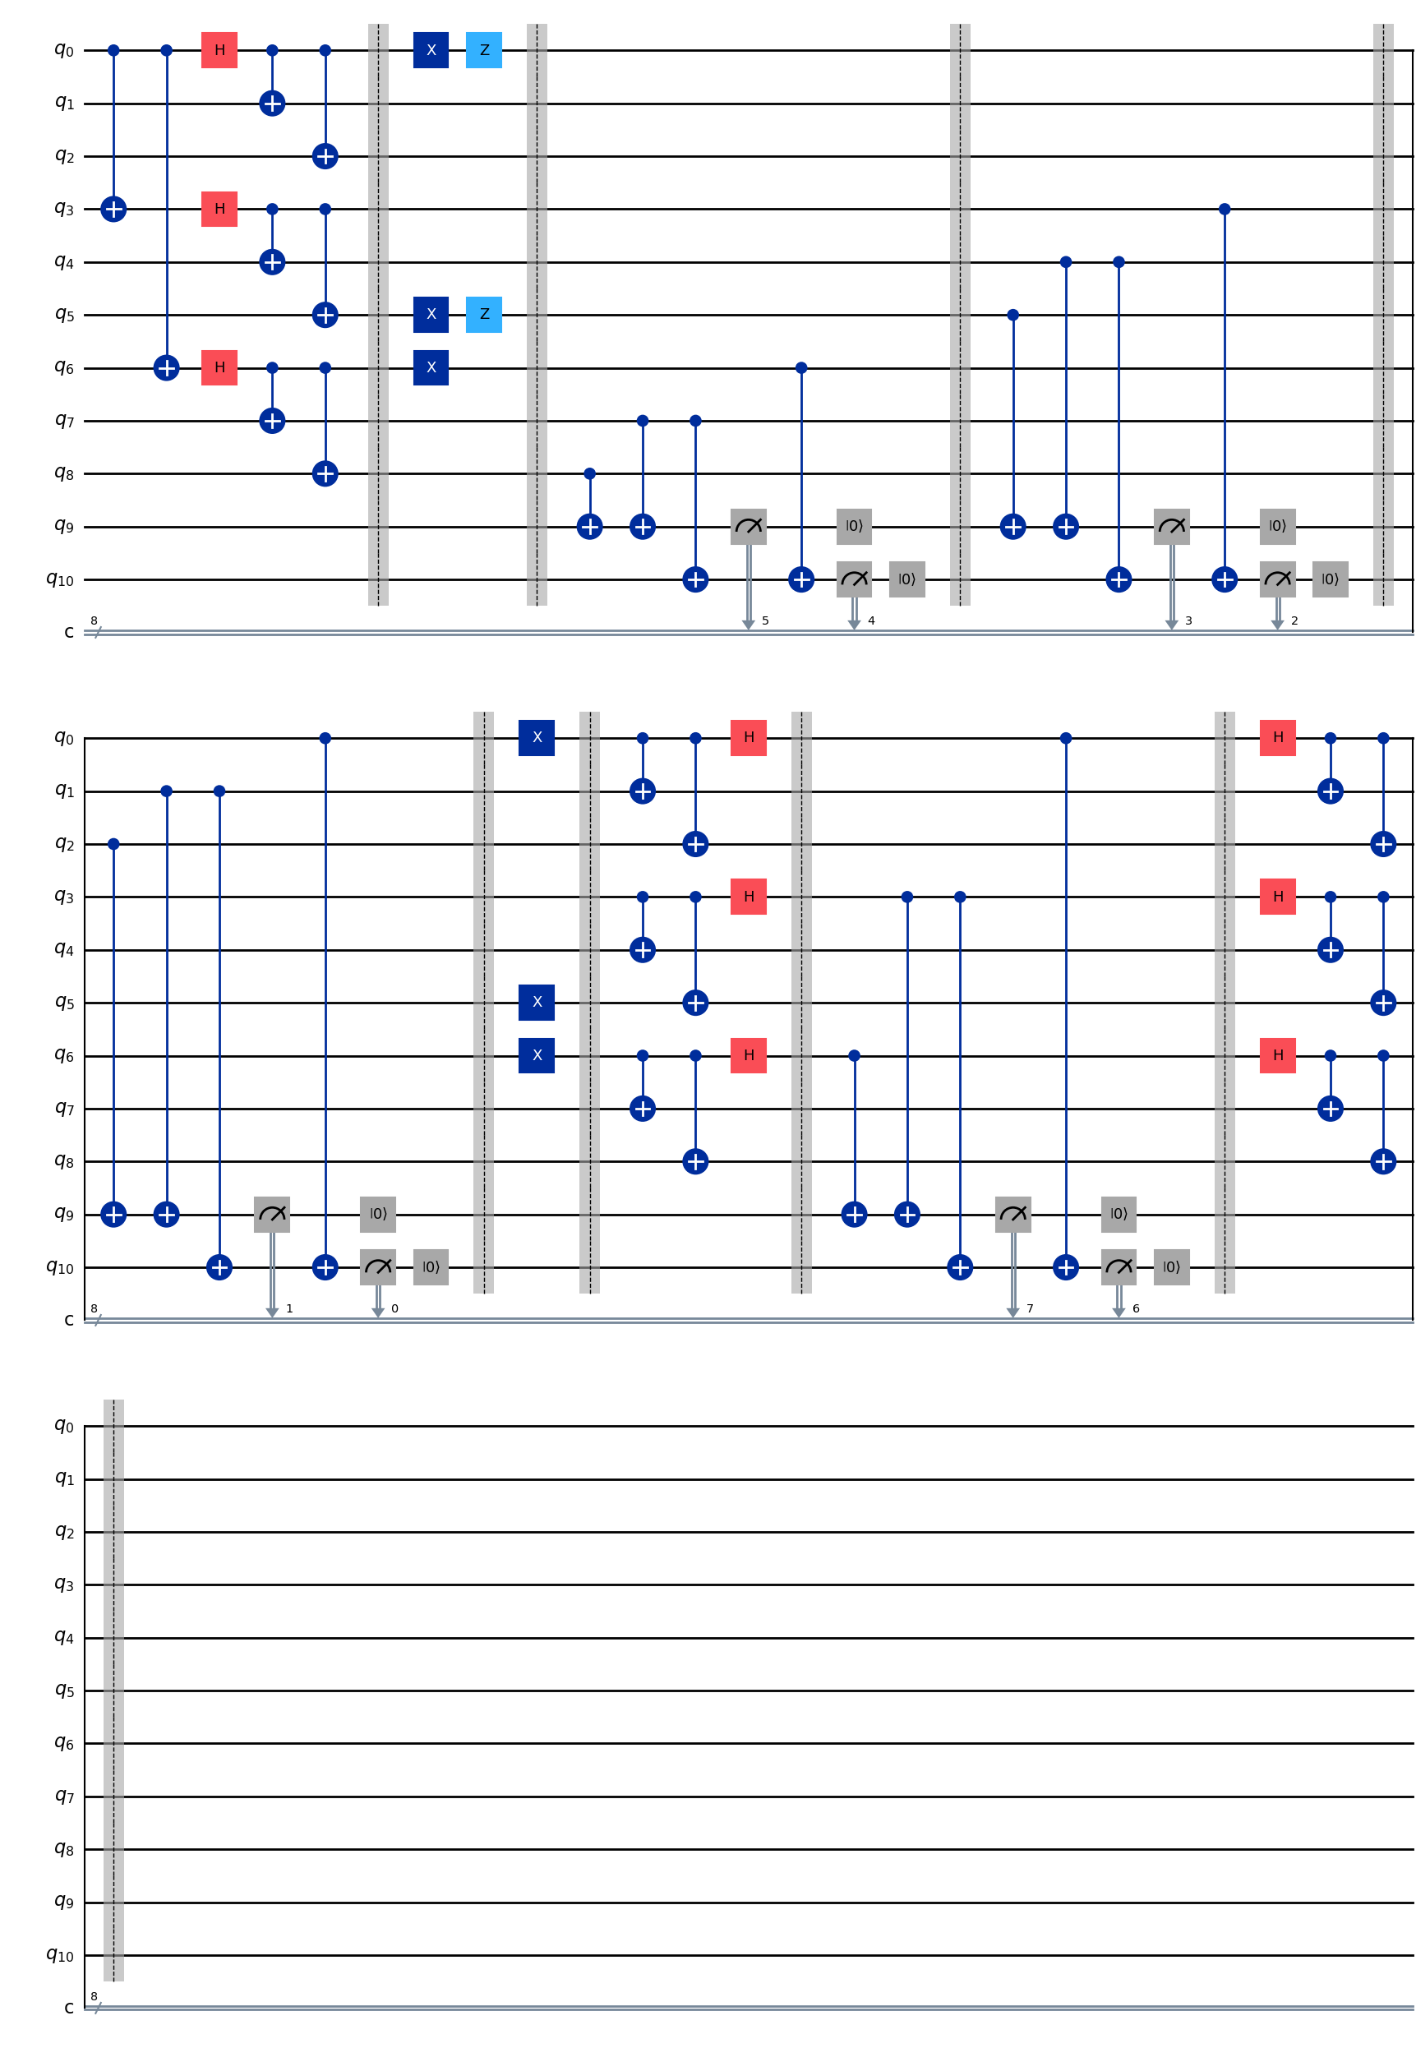 q0 H X Z
q1
q2
q3 H
q4
q5 X Z
q6 H X
q7
q8
q9 |0⟩ |0⟩
q10 |0⟩ |0⟩
c 8 5 4 3 2
q0 X H H
q1
q2
q3 H H
q4
q5 X
q6 X H H
q7
q8
q9 |0⟩ |0⟩
q10 |0⟩ |0⟩
c 8 1 0 7 6
q0
q1
q2
q3
q4
q5
q6
q7
q8
q9
q10
c 8